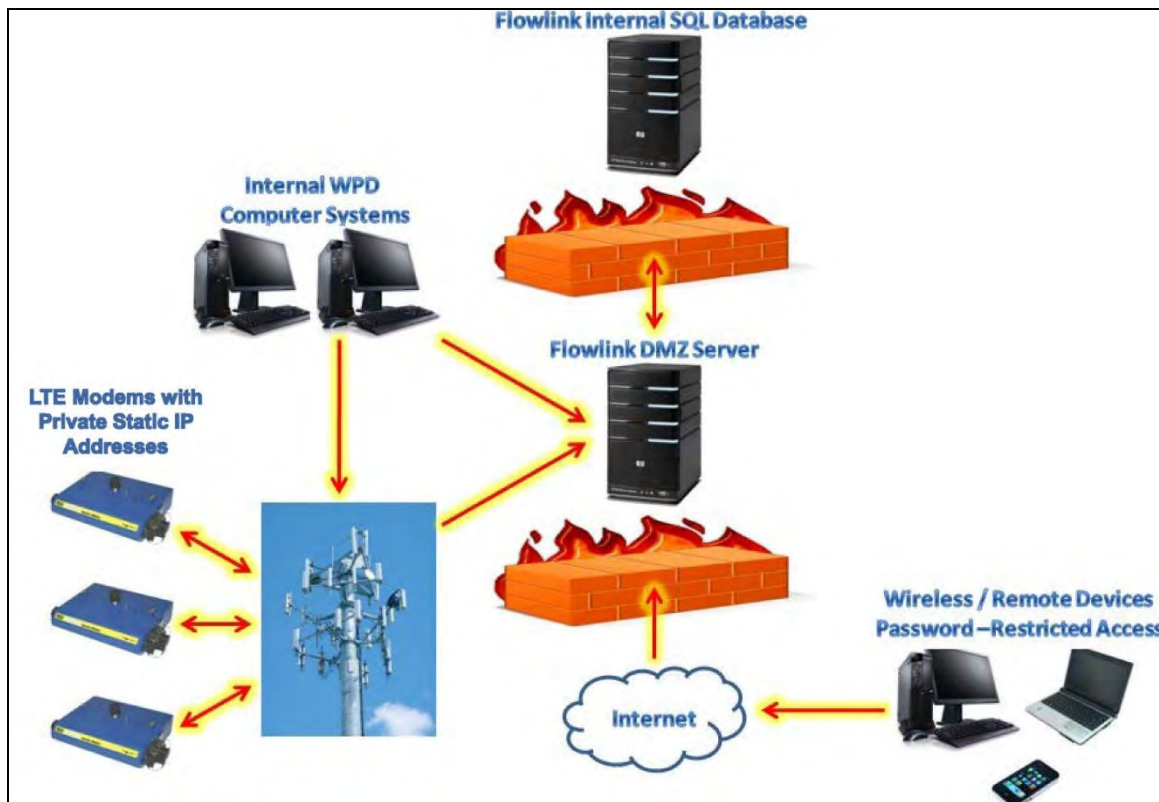 Flowlink Internal SQL Database
Internal WPD
Computer Systems
Flowlink DMZ Server
LTE Modems with
Private Static IP
Addresses
Wireless / Remote Devices
Password –Restricted Access
Internet